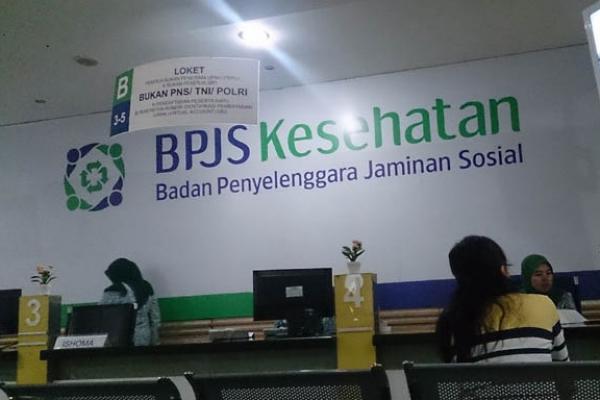 LOKET
BUKAN PNS/ TNI/ POLRI
B
3-5
BPJS Kesehatan
Badan Penyelenggara Jaminan Sosial
3
4
ISHOMA